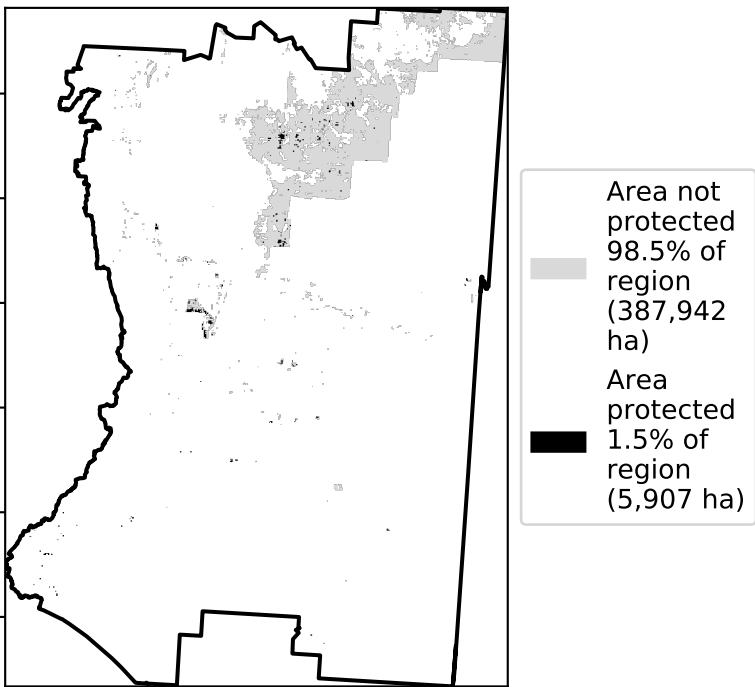 Area not
protected
98.5% of
region
(387,942
ha)
Area
protected
1.5% of
region
(5,907 ha)